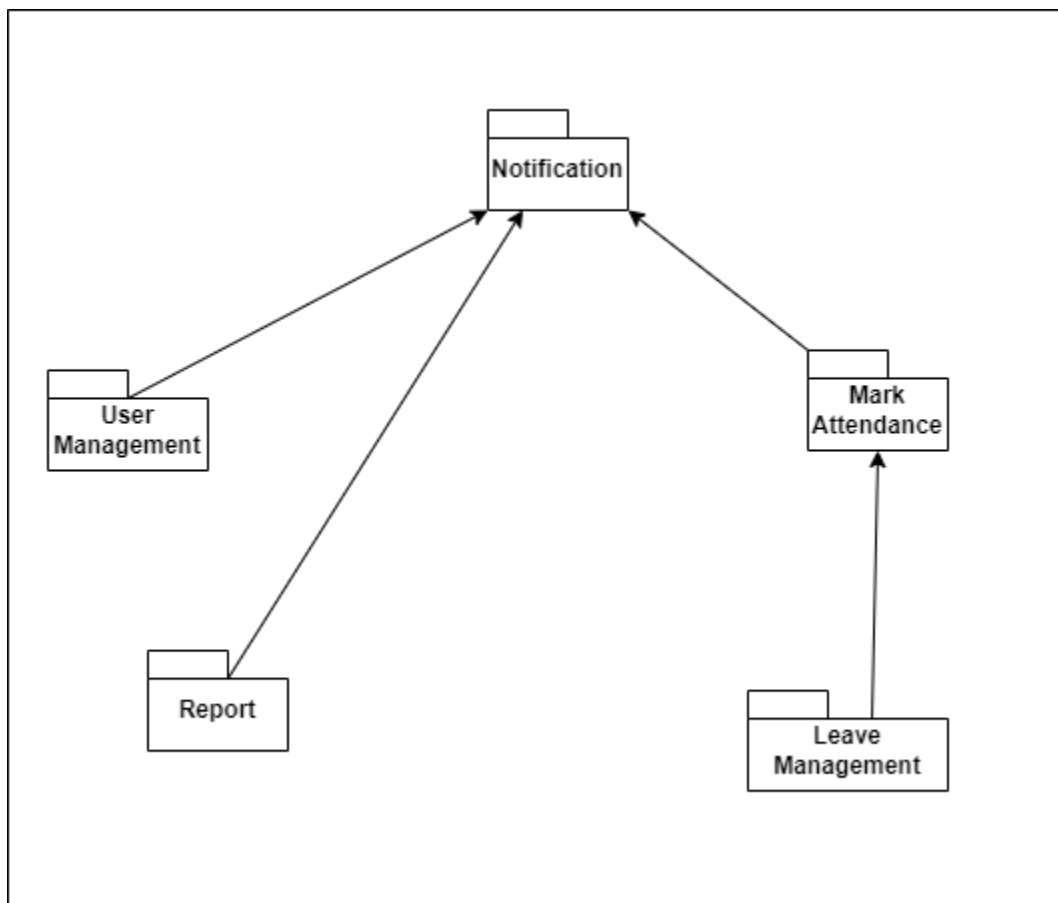 Notification
User
Management
Mark
Attendance
Report
Leave
Management